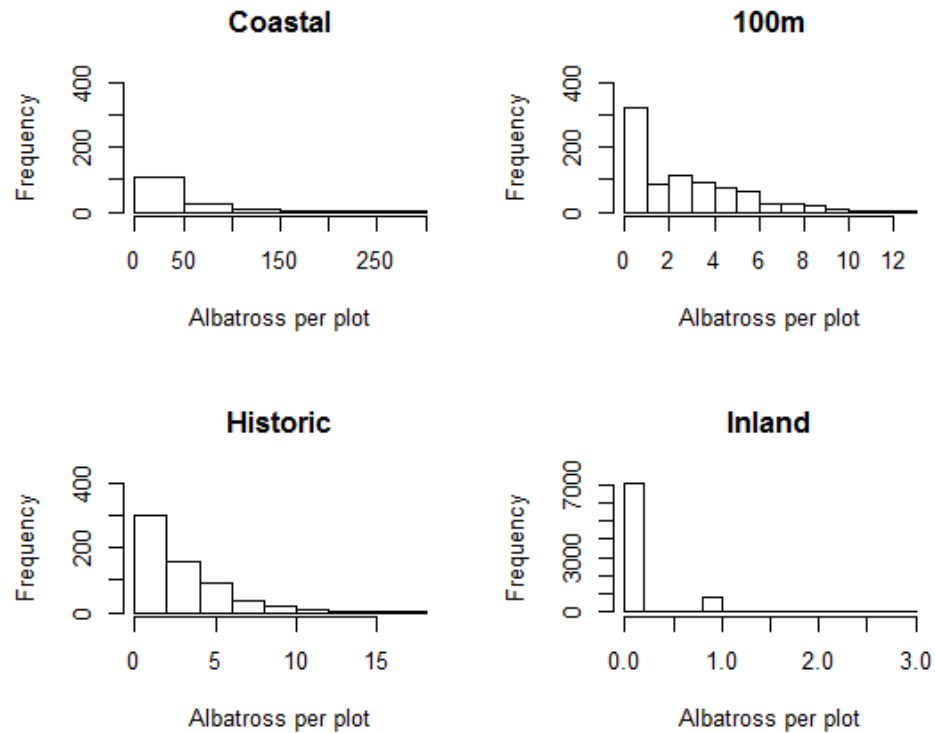 Coastal
Frequency
0 200 400
0 50 150 250
Albatross per plot
100m
Frequency
0 200 400
0 2 4 6 8 10 12
Albatross per plot
Historic
Frequency
0 200 400
0 5 10 15
Albatross per plot
Inland
Frequency
0 3000 7000
0.0 1.0 2.0 3.0
Albatross per plot